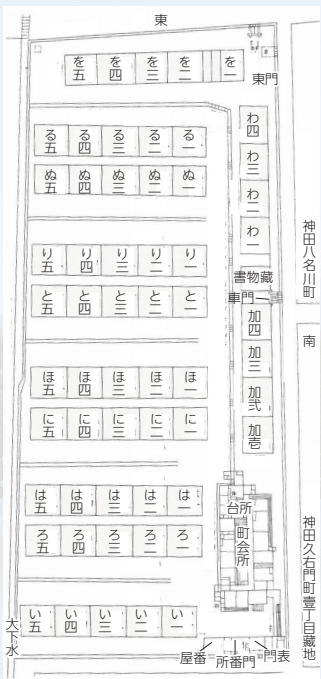 東
を五 を四 を三 を二 を一
東門
る五 る四 る三 る二 る一
ぬ五 ぬ四 ぬ三 ぬ二 ぬ一
わ四
わ三
わ二
わ一
神田八名川町
り五 り四 り三 り二 り一
と五 と四 と三 と二 と一
書物藏
車門
加四
加三
加弐
加壱
南
ほ五 ほ四 ほ三 ほ二 ほ一
に五 に四 に三 に二 に一
は五 は四 は三 は二 は一
ろ五 ろ四 ろ三 ろ二 ろ一
台所
町会所
神田久右門町壹丁目藏地
い五 い四 い三 い二 い一
大下水
屋番
所番門
門表